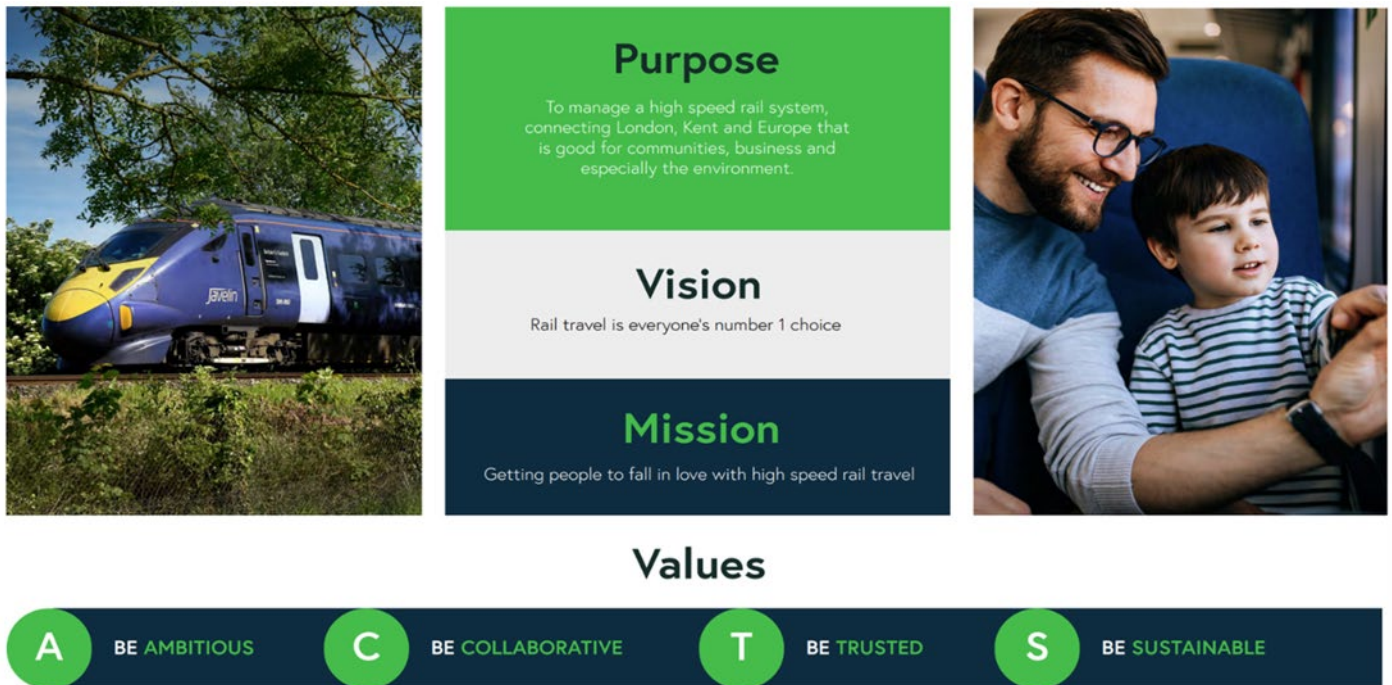 Purpose
To manage a high speed rail system,
connecting London, Kent and Europe that
is good for communities, business and
especially the environment.
Vision
Rail travel is everyone's number 1 choice
Mission
Getting people to fall in love with high speed rail travel
Javelin
Values
A BE AMBITIOUS C BE COLLABORATIVE T BE TRUSTED S BE SUSTAINABLE